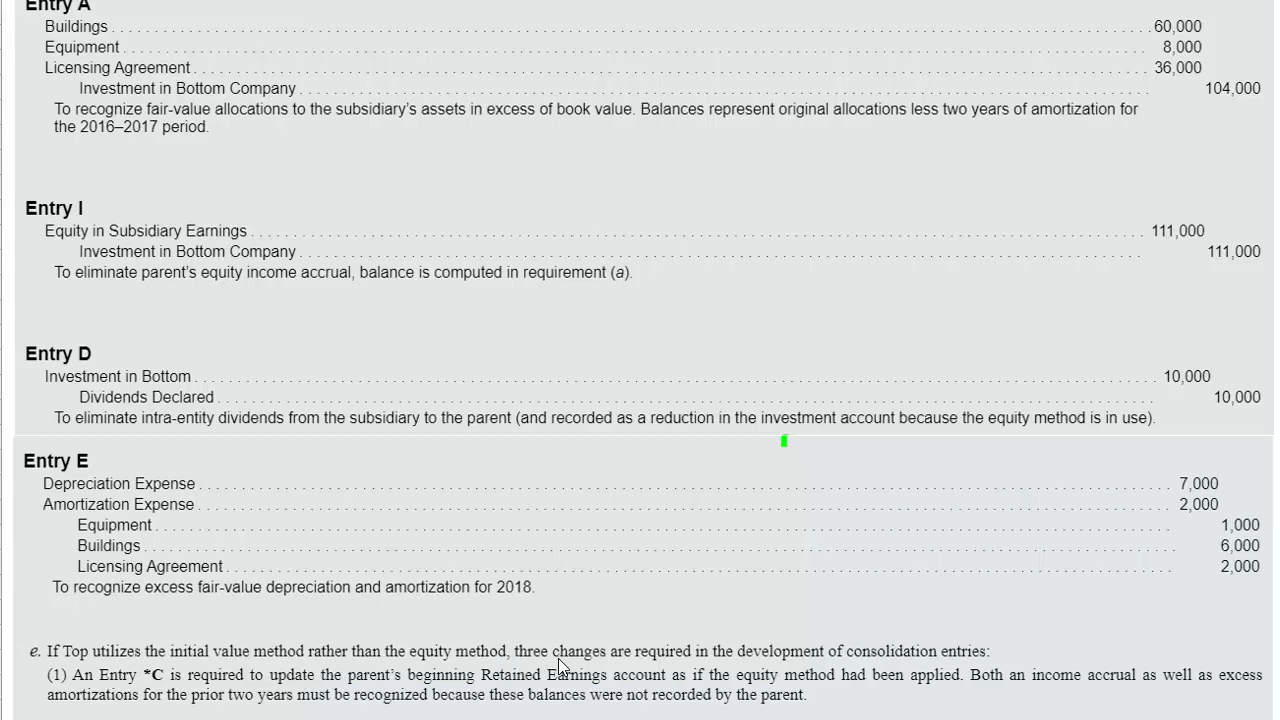 Entry A
Buildings . . . . . . . . . . . . . . . . . . . . 60,000
Equipment . . . . . . . . . . . . . . . . . . . . 8,000
Licensing Agreement . . . . . . . . . . . . . . . . . . . . 36,000
Investment in Bottom Company . . . . . . . . . . . . . . . . . . . . 104,000
To recognize fair-value allocations to the subsidiary's assets in excess of book value. Balances represent original allocations less two years of amortization for
the 2016–2017 period.
Entry I
Equity in Subsidiary Earnings . . . . . . . . . . . . . . . . . . . . 111,000
Investment in Bottom Company . . . . . . . . . . . . . . . . . . . . 111,000
To eliminate parent's equity income accrual, balance is computed in requirement (a).
Entry D
Investment in Bottom . . . . . . . . . . . . . . . . . . . . 10,000
Dividends Declared . . . . . . . . . . . . . . . . . . . . 10,000
To eliminate intra-entity dividends from the subsidiary to the parent (and recorded as a reduction in the investment account because the equity method is in use).
Entry E
Depreciation Expense . . . . . . . . . . . . . . . . . . . . 7,000
Amortization Expense . . . . . . . . . . . . . . . . . . . . 2,000
Equipment . . . . . . . . . . . . . . . . . . . . 1,000
Buildings . . . . . . . . . . . . . . . . . . . . 6,000
Licensing Agreement . . . . . . . . . . . . . . . . . . . . 2,000
To recognize excess fair-value depreciation and amortization for 2018.
e. If Top utilizes the initial value method rather than the equity method, three changes are required in the development of consolidation entries:
(1) An Entry *C is required to update the parent's beginning Retained Earnings account as if the equity method had been applied. Both an income accrual as well as excess
amortizations for the prior two years must be recognized because these balances were not recorded by the parent.